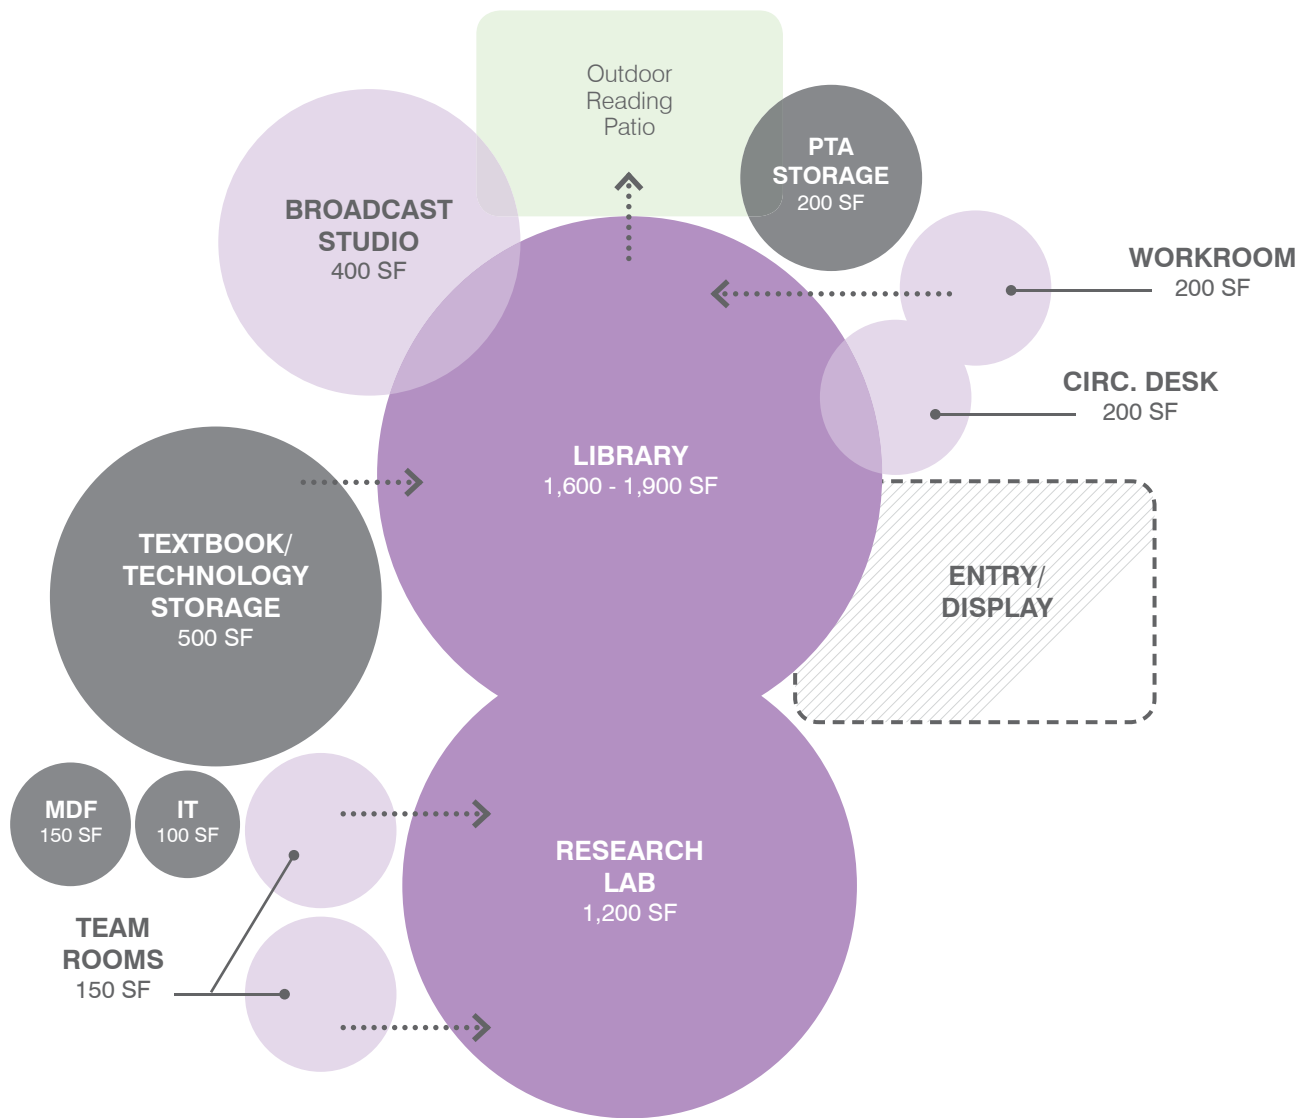 Outdoor
Reading
Patio
PTA
STORAGE
200 SF
BROADCAST
STUDIO
400 SF
WORKROOM
200 SF
CIRC. DESK
200 SF
LIBRARY
1,600 - 1,900 SF
TEXTBOOK/
TECHNOLOGY
STORAGE
500 SF
ENTRY/
DISPLAY
MDF
150 SF
IT
100 SF
RESEARCH
LAB
1,200 SF
TEAM
ROOMS
150 SF